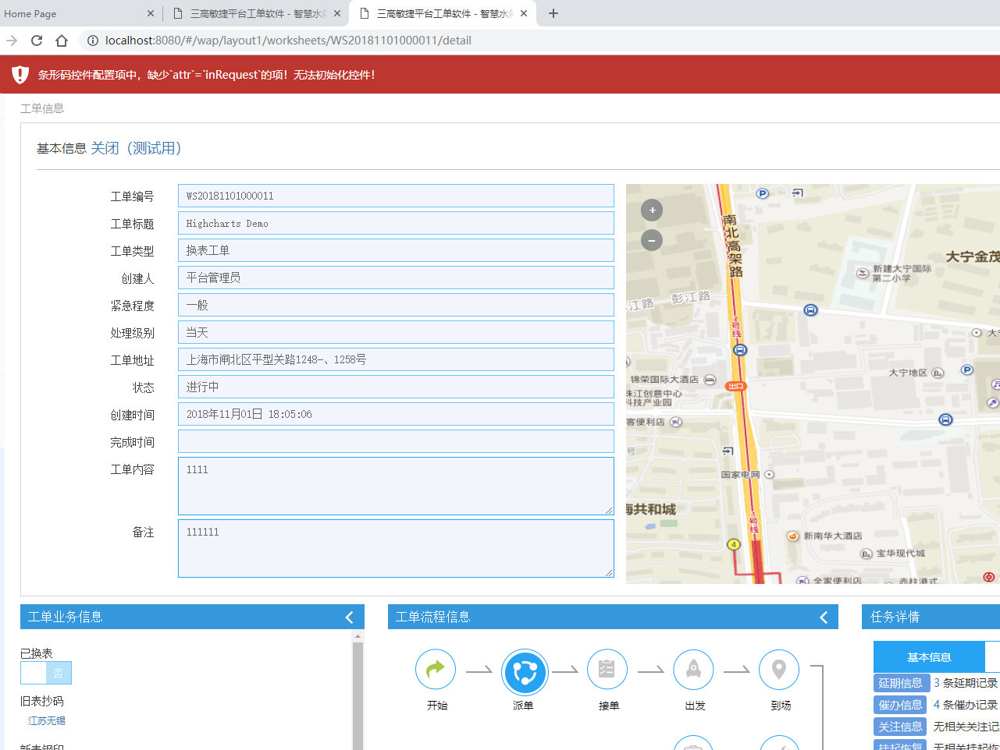 Home Page
三高敏捷平台工单软件 - 智慧水务
三高敏捷平台工单软件 - 智慧水务
localhost:8080/#/wap/layout1/worksheets/WS20181101000011/detail
条形码控件配置项中，缺少`attr`=`inRequest`的项！无法初始化控件！
工单信息
基本信息 关闭（测试用）
工单编号 WS20181101000011
工单标题 Highcharts Demo
工单类型 换表工单
创建人 平台管理员
紧急程度 一般
处理级别 当天
工单地址 上海市闸北区平型关路1248-、1258号
状态 进行中
创建时间 2018年11月01日 18:05:06
完成时间
工单内容 1111
备注 111111
南北高架路
大宁金茂
新建大宁国际
第二小学
彭江路
江路
1号线
大宁地区
锦荣国际大酒店
出口
珠江创意中心
科技产业园
客便利店
号
国家电网
海共和城
1号线
新南华大酒店
4
宝华现代城
全家便利店
赤柱港式
工单业务信息
已换表
否
旧表抄码
江苏无锡
新表钢印
工单流程信息
开始
派单
接单
出发
到场
任务详情
基本信息
延期信息 3 条延期记录
催办信息 4 条催办记录
关注信息 无相关关注记
挂起恢复 无相关挂起恢